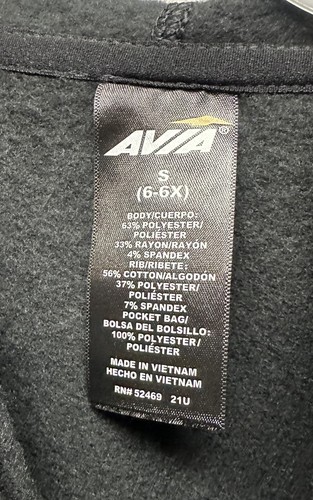 AVIA®
S
(6-6X)
BODY/CUERPO:
63% POLYESTER/
POLIÉSTER
33% RAYON/RAYÓN
4% SPANDEX
RIB/RIBETE:
56% COTTON/ALGODÓN
37% POLYESTER/
POLIÉSTER
7% SPANDEX
POCKET BAG/
BOLSA DEL BOLSILLO:
100% POLYESTER/
POLIÉSTER
MADE IN VIETNAM
HECHO EN VIETNAM
RN# 52469 21U